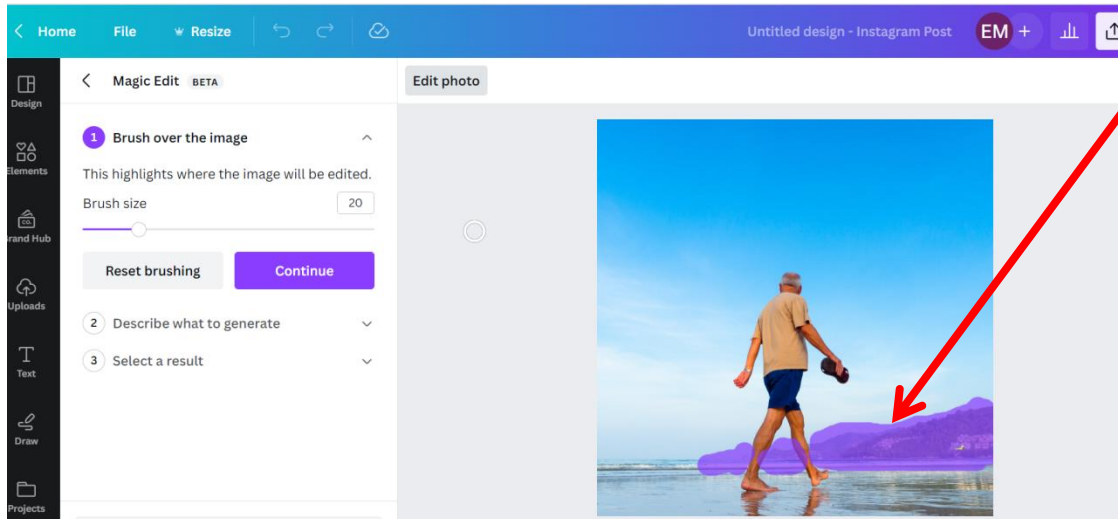 Home File Resize Untitled design - Instagram Post EM +
Magic Edit BETA Edit photo
Design
1 Brush over the image
This highlights where the image will be edited.
Brush size 20
Elements
Reset brushing Continue
Brand Hub
2 Describe what to generate
Uploads
3 Select a result
Text
Draw
Projects